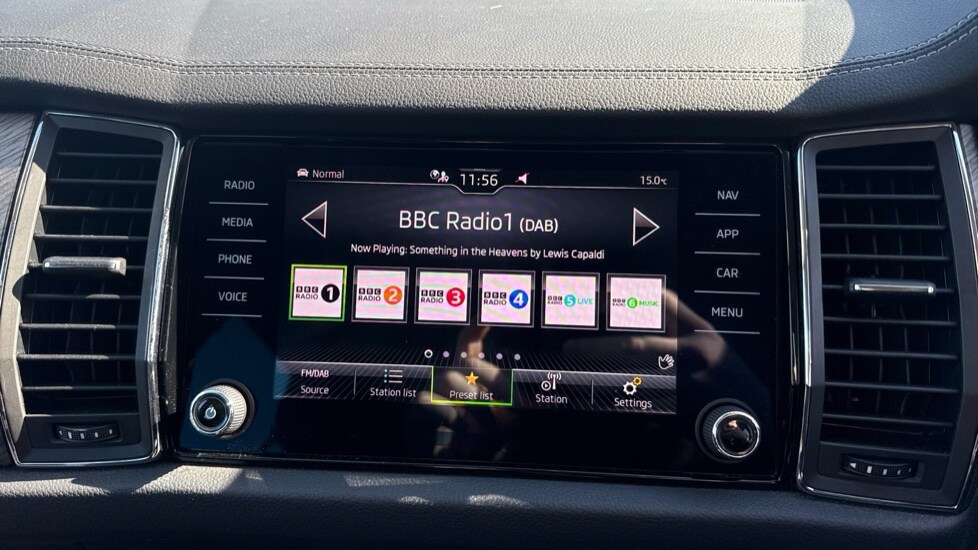 Normal
11:56
15.0℃
BBC Radio1 (DAB)
Now Playing: Something in the Heavens by Lewis Capaldi
BBC RADIO 1
BBC RADIO 2
BBC RADIO 3
BBC RADIO 4
BBC RADIO 5 LIVE
BBC RADIO 6 MUSIC
FM/DAB
Source
Station list
Preset list
Station
Settings
RADIO
MEDIA
PHONE
VOICE
NAV
APP
CAR
MENU